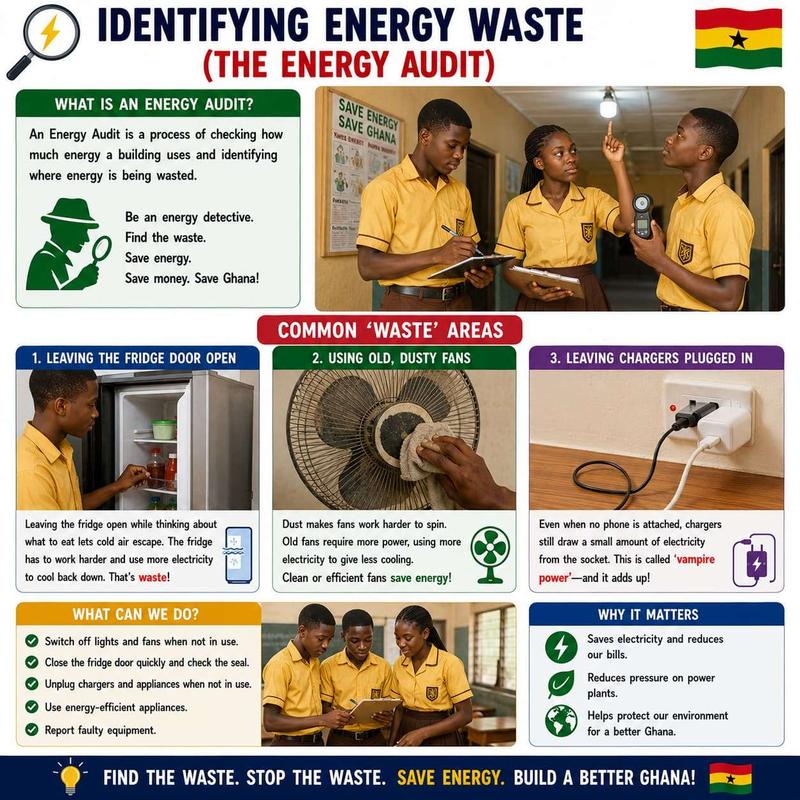 IDENTIFYING ENERGY WASTE
(THE ENERGY AUDIT)
WHAT IS AN ENERGY AUDIT?
An Energy Audit is a process of checking how
much energy a building uses and identifying
where energy is being wasted.
Be an energy detective.
Find the waste.
Save energy.
Save money. Save Ghana!
SAVE ENERGY
SAVE GHANA
COMMON ‘WASTE’ AREAS
1. LEAVING THE FRIDGE DOOR OPEN
Leaving the fridge open while thinking about
what to eat lets cold air escape. The fridge
has to work harder and use more electricity
to cool back down. That's waste!
2. USING OLD, DUSTY FANS
Dust makes fans work harder to spin.
Old fans require more power, using more
electricity to give less cooling.
Clean or efficient fans save energy!
3. LEAVING CHARGERS PLUGGED IN
Even when no phone is attached, chargers
still draw a small amount of electricity
from the socket. This is called ‘vampire
power’—and it adds up!
WHAT CAN WE DO?
Switch off lights and fans when not in use.
Close the fridge door quickly and check the seal.
Unplug chargers and appliances when not in use.
Use energy-efficient appliances.
Report faulty equipment.
WHY IT MATTERS
Saves electricity and reduces
our bills.
Reduces pressure on power
plants.
Helps protect our environment
for a better Ghana.
FIND THE WASTE. STOP THE WASTE. SAVE ENERGY. BUILD A BETTER GHANA!